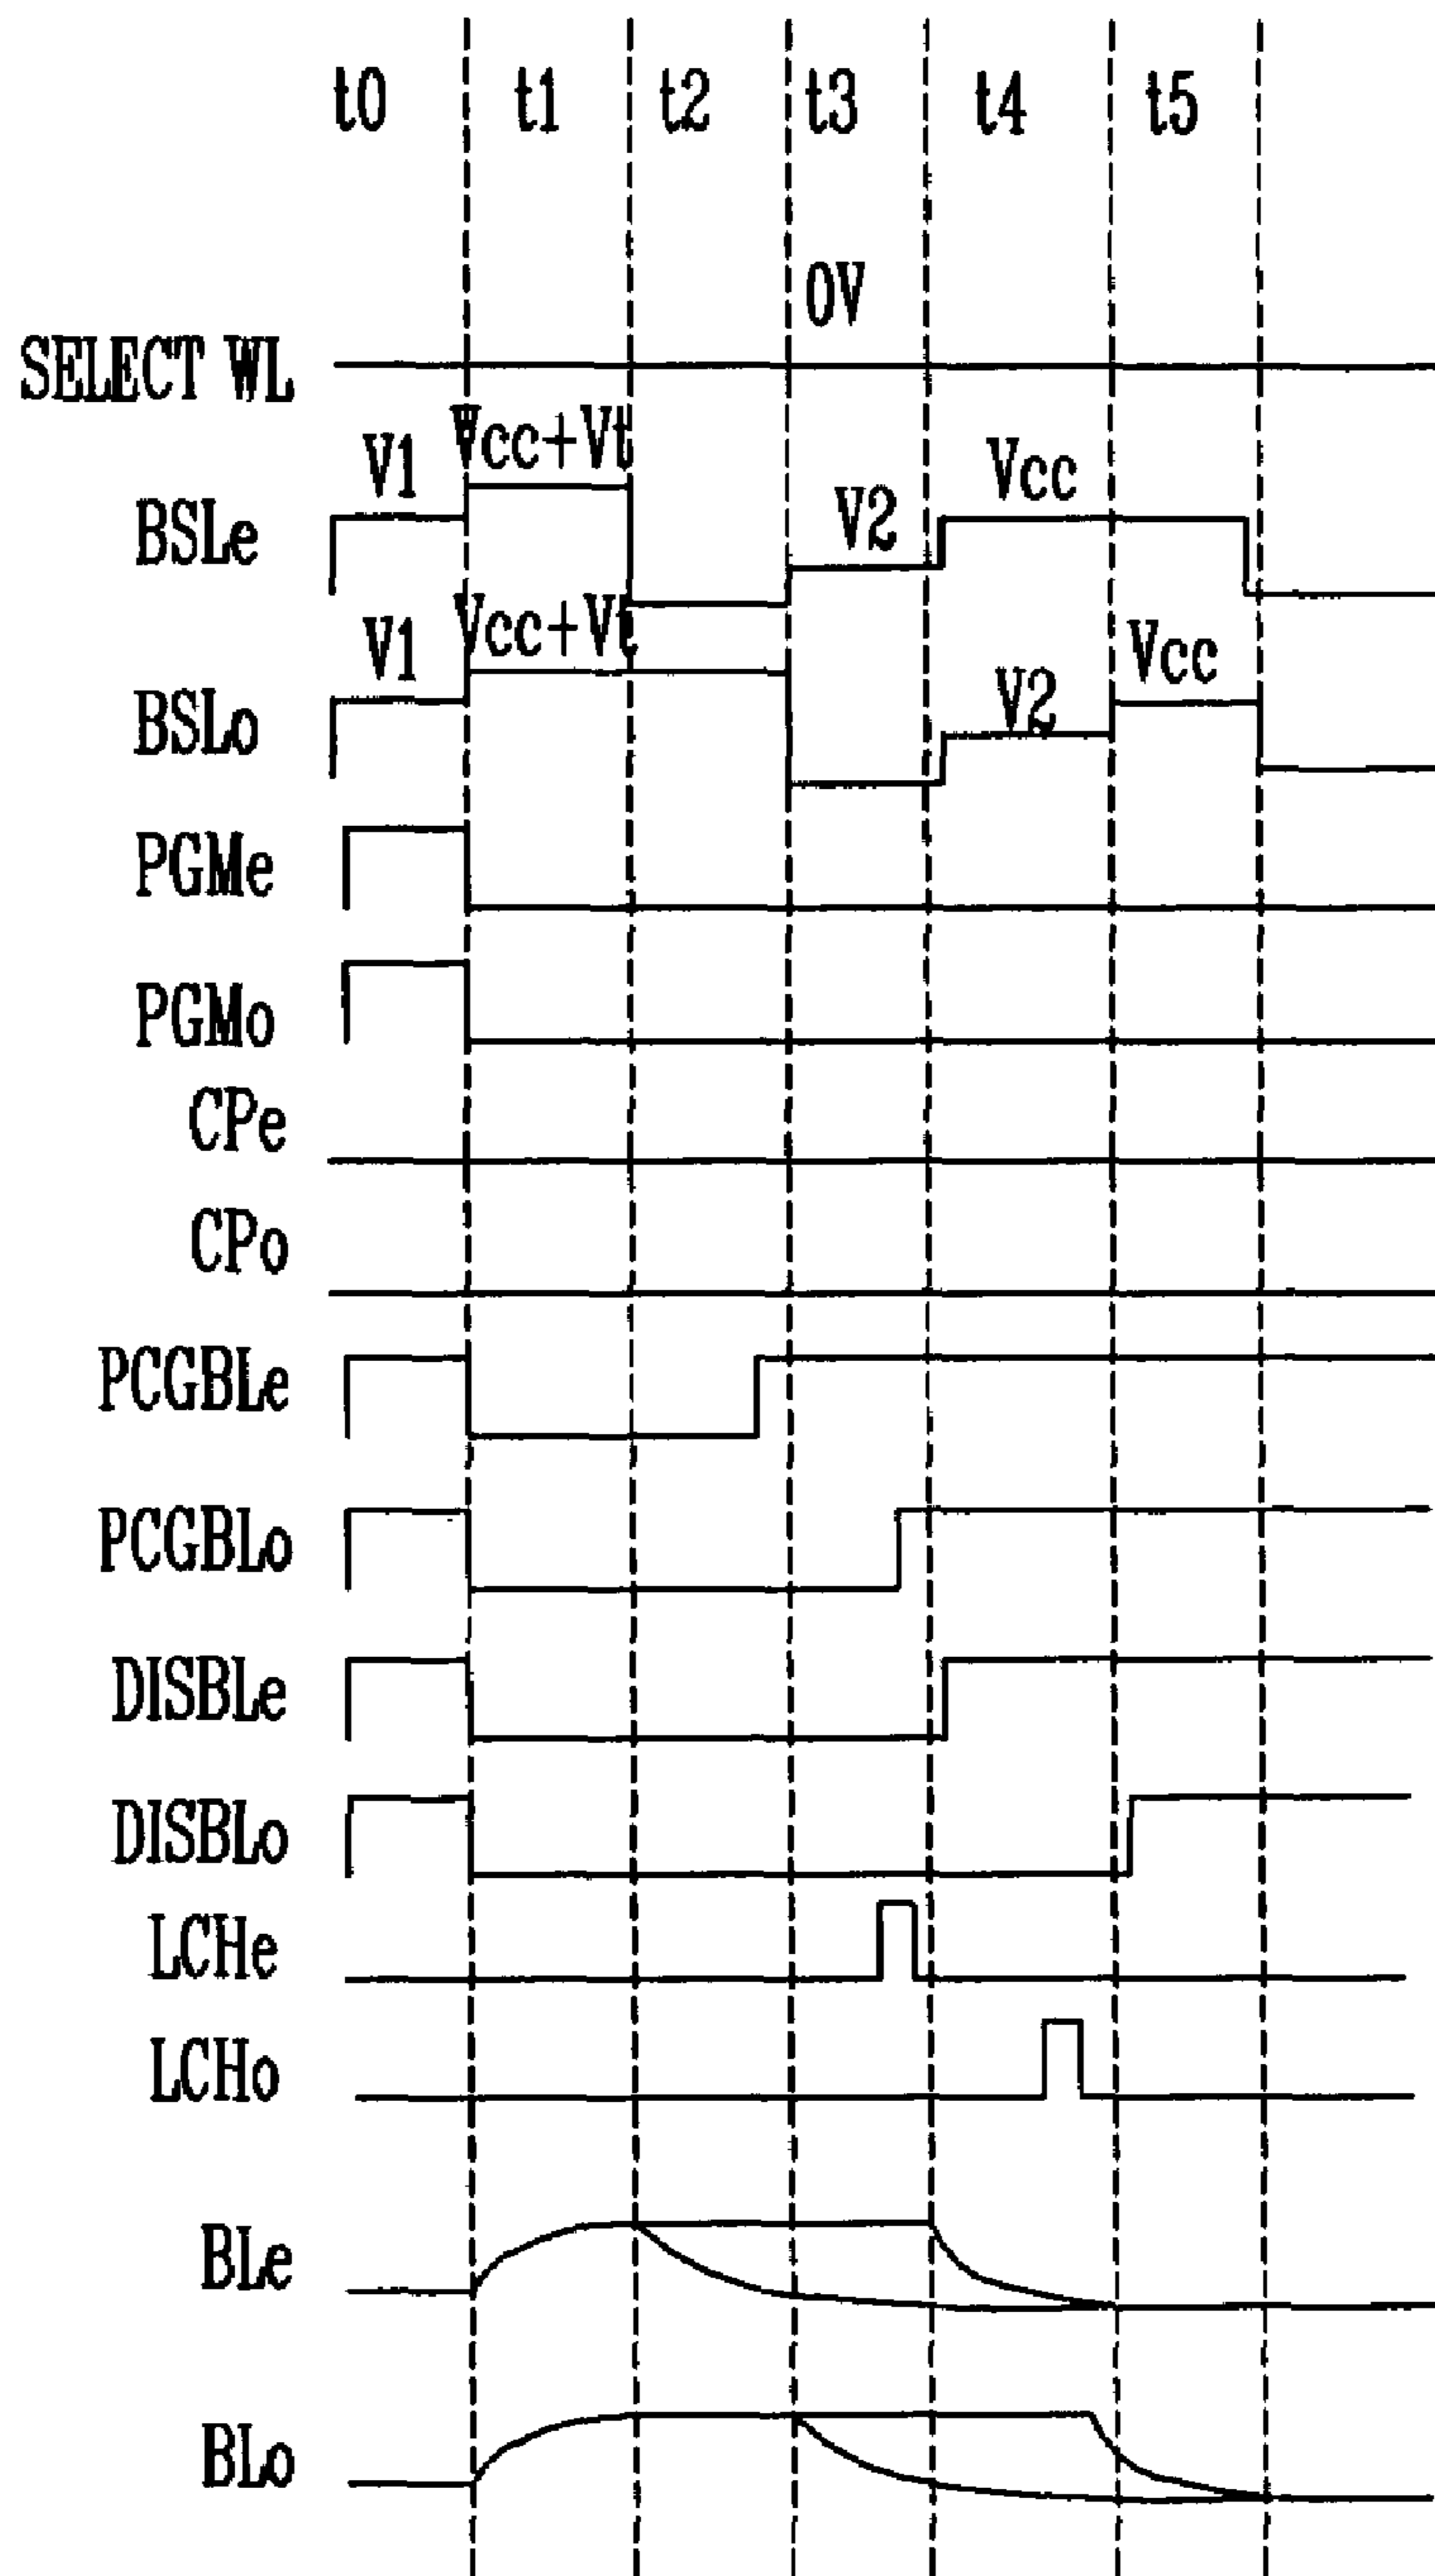 t0 t1 t2 t3 t4 t5
0V
SELECT WL
V1 Vcc+Vt V2 Vcc
BSLe
V1 Vcc+Vt V2 Vcc
BSLo
PGMe
PGMo
CPe
CPo
PCGBLe
PCGBLo
DISBLe
DISBLo
LCHe
LCHo
BLe
BLo